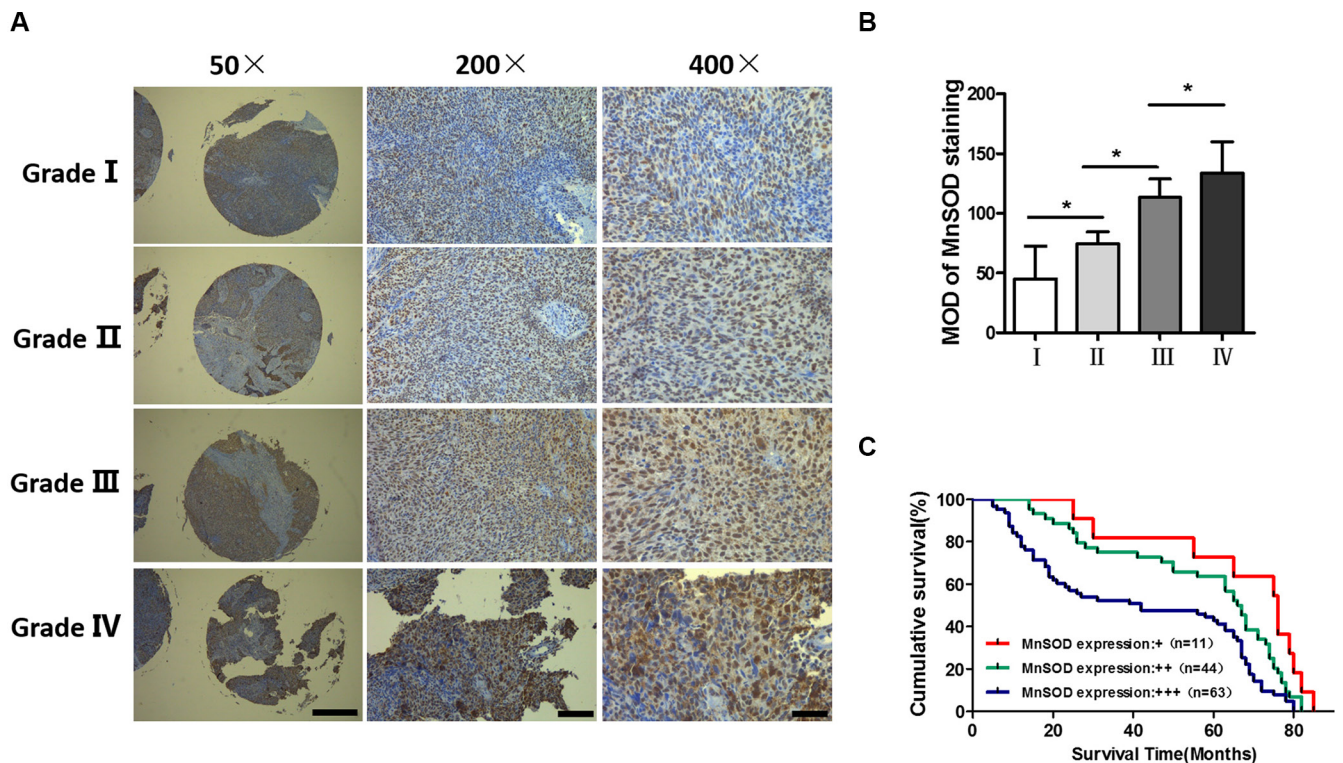 A
50× 200× 400×
Grade I
Grade II
Grade III
Grade IV
B
MOD of MnSOD staining
200
150
100
50
0
* * *
I II III IV
C
Cumulative survival(%)
100
80
60
40
20
0
MnSOD expression:+ (n=11)
MnSOD expression:++ (n=44)
MnSOD expression:+++ (n=63)
0 20 40 60 80
Survival Time(Months)